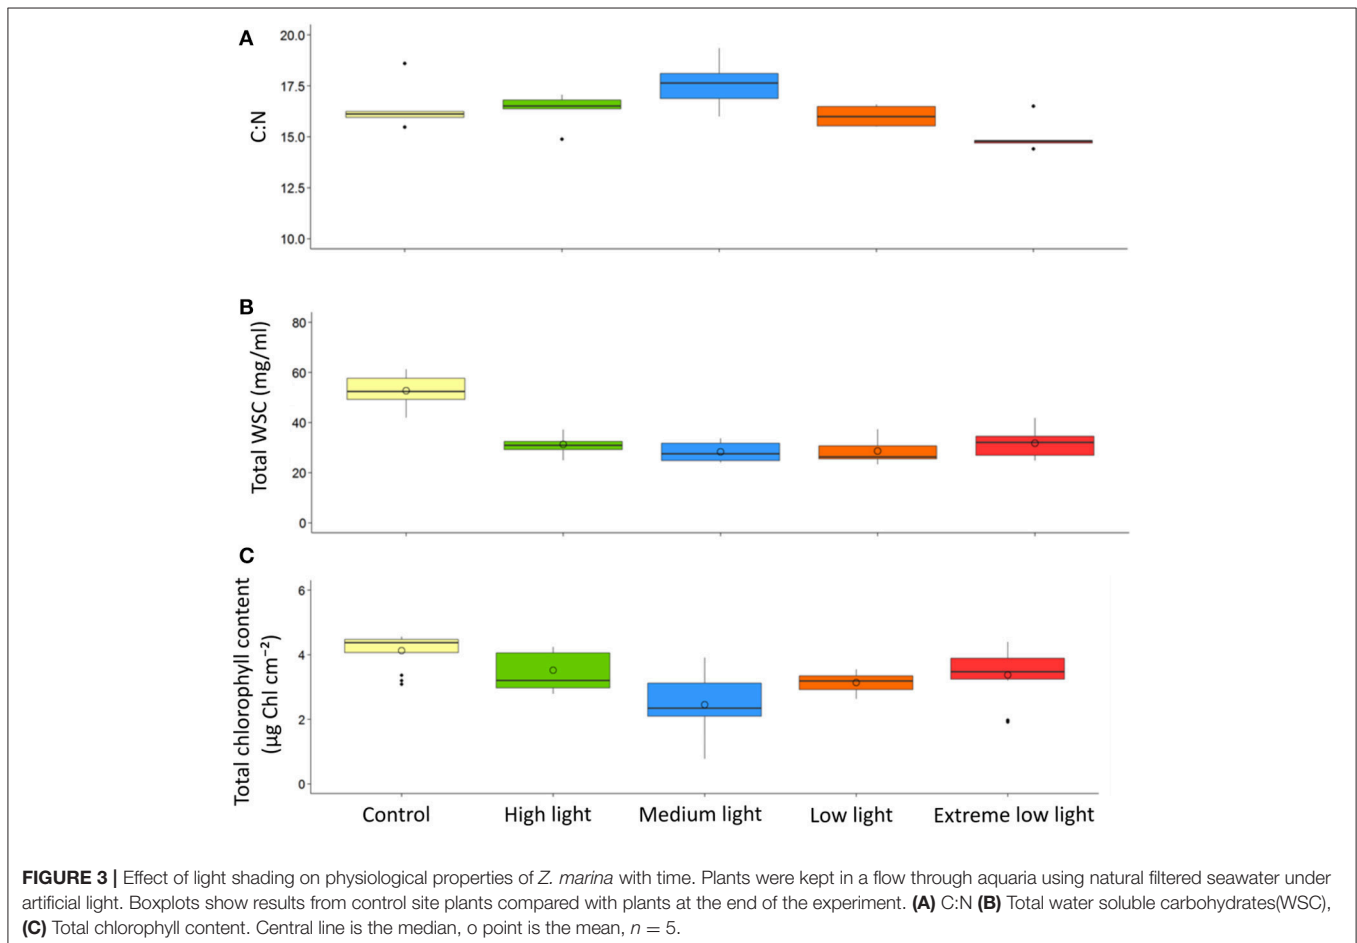 A
20.0
17.5
15.0
12.5
10.0
C:N
B
80
60
40
20
0
Total WSC (mg/ml)
C
6
4
2
0
Total chlorophyll content
(µg Chl cm⁻²)
Control High light Medium light Low light Extreme low light
FIGURE 3 | Effect of light shading on physiological properties of Z. marina with time. Plants were kept in a flow through aquaria using natural filtered seawater under
artificial light. Boxplots show results from control site plants compared with plants at the end of the experiment. (A) C:N (B) Total water soluble carbohydrates(WSC),
(C) Total chlorophyll content. Central line is the median, o point is the mean, n = 5.